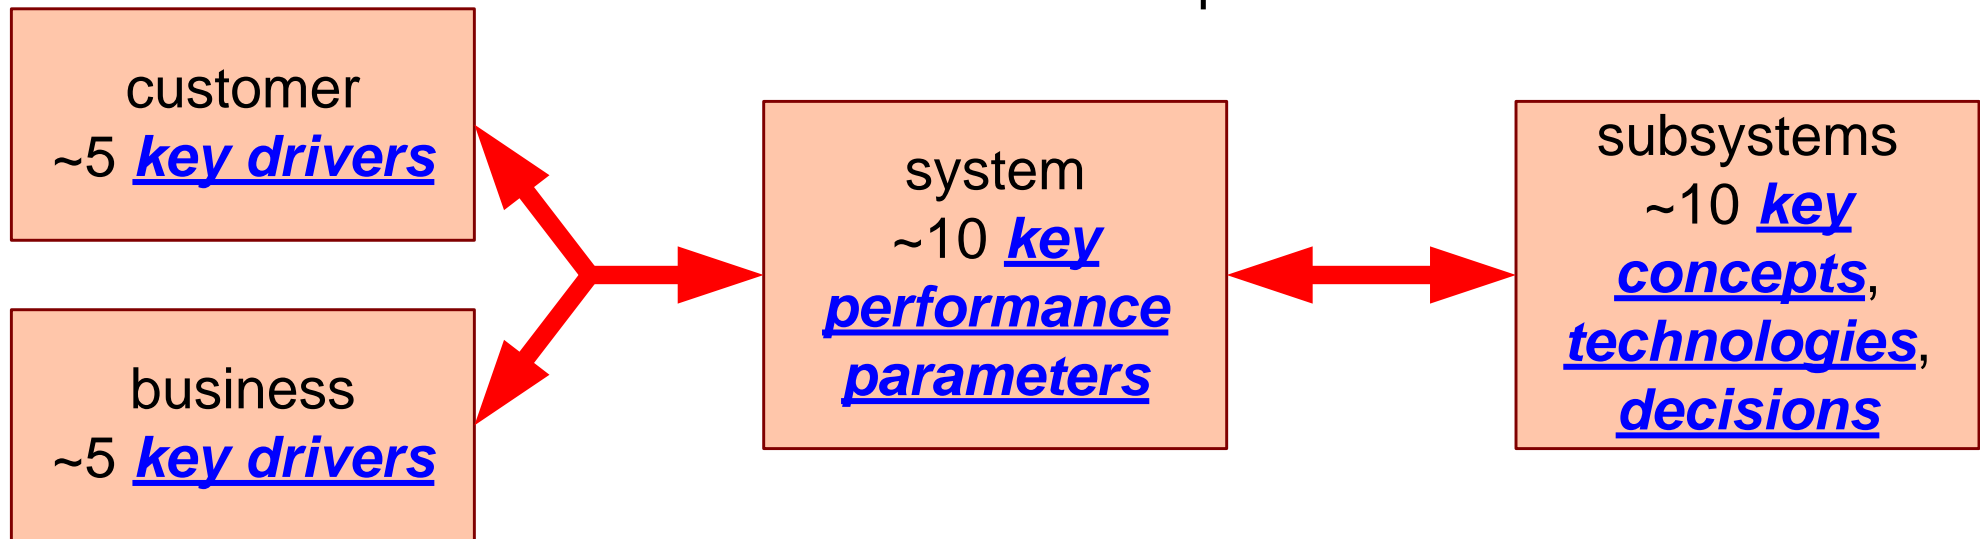 customer
~5 key drivers
business
~5 key drivers
system
~10 key
performance
parameters
subsystems
~10 key
concepts,
technologies,
decisions